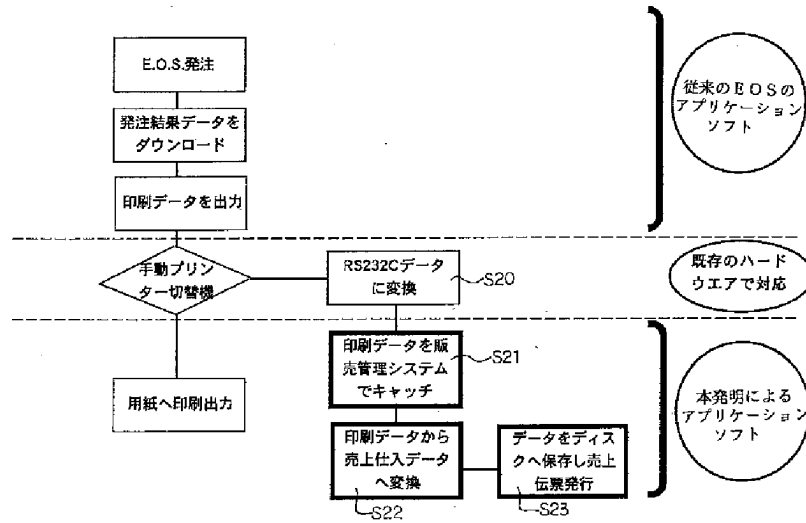 E.O.S.発注
発注結果データを
ダウンロード
印刷データを出力
従来のEOSの
アプリケーション
ソフト
手動プリン
ター切替機
RS232Cデータ
に変換
S20
既存のハード
ウエアで対応
用紙へ印刷出力
印刷データを販
売管理システム
でキャッチ
S21
印刷データから
売上仕入データ
へ変換
S22
データをディス
クへ保存し売上
伝票発行
S23
本発明による
アプリケーション
ソフト